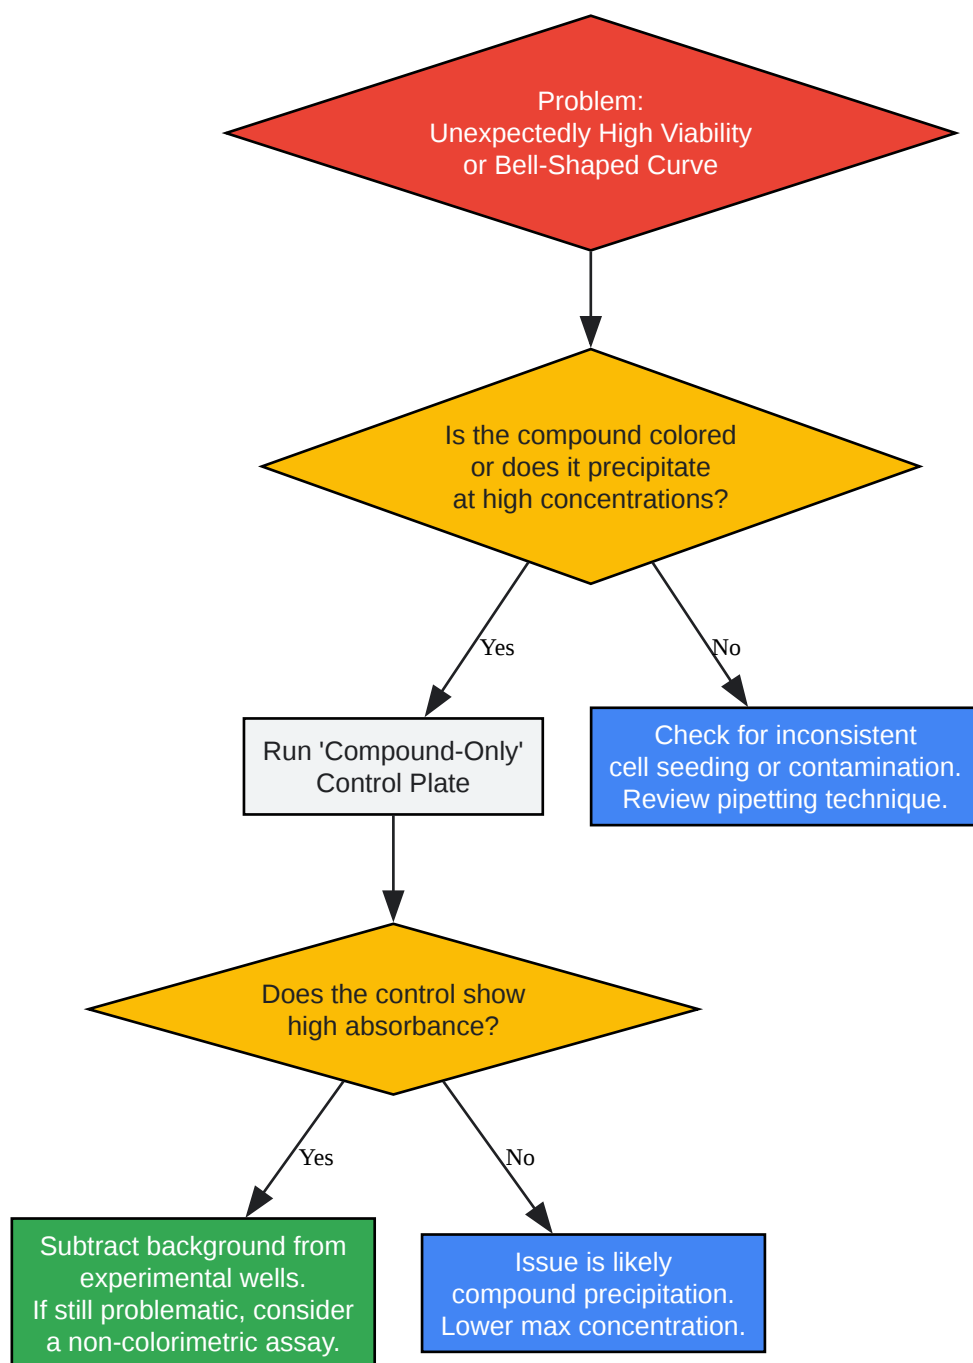 Problem:
Unexpectedly High Viability
or Bell-Shaped Curve
Is the compound colored
or does it precipitate
at high concentrations?
Yes
No
Run 'Compound-Only'
Control Plate
Check for inconsistent
cell seeding or contamination.
Review pipetting technique.
Does the control show
high absorbance?
Yes
No
Subtract background from
experimental wells.
If still problematic, consider
a non-colorimetric assay.
Issue is likely
compound precipitation.
Lower max concentration.